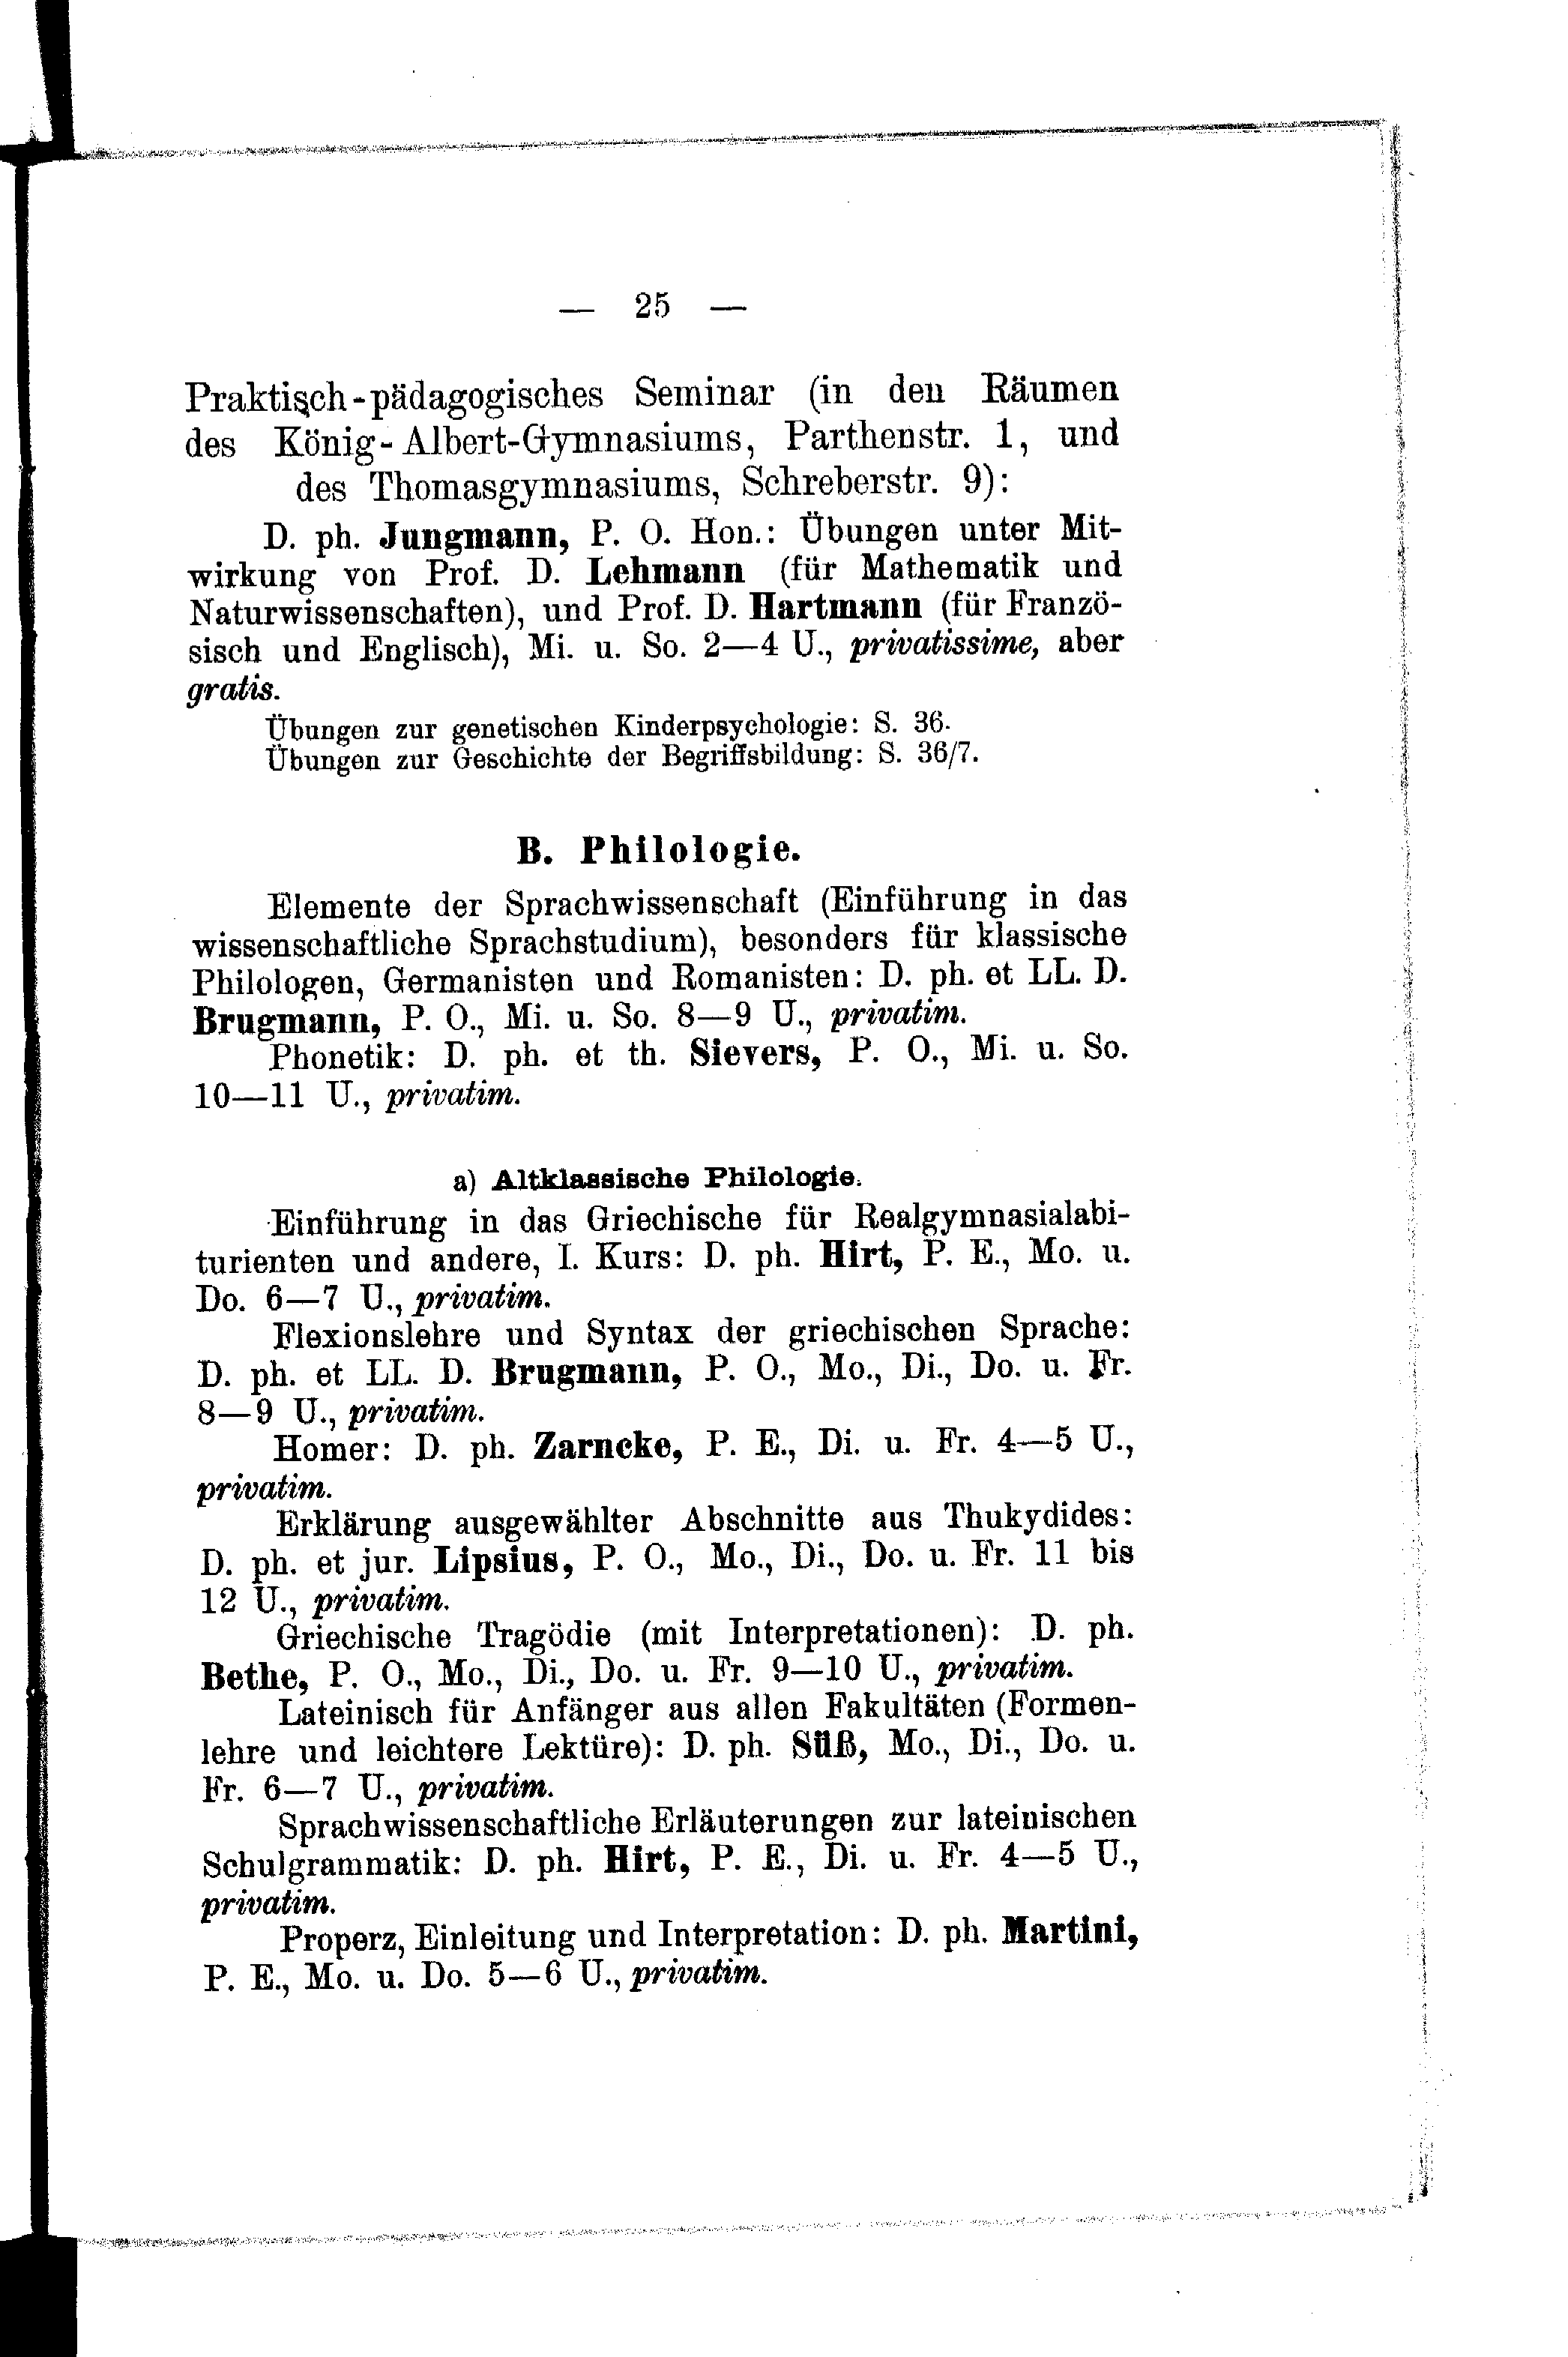 — 25 —
Praktisch-pädagogisches Seminar (in den Räumen
des König-Albert-Gymnasiums, Parthenstr. 1, und
des Thomasgymnasiums, Schreberstr. 9):
D. ph. Jungmann, P. O. Hon.: Übungen unter Mit-
wirkung von Prof. D. Lehmann (für Mathematik und
Naturwissenschaften), und Prof. D. Hartmann (für Franzö-
sisch und Englisch), Mi. u. So. 2—4 U., privatissime, aber
gratis.
Übungen zur genetischen Kinderpsychologie: S. 36.
Übungen zur Geschichte der Begriffsbildung: S. 36/7.
B. Philologie.
Elemente der Sprachwissenschaft (Einführung in das
wissenschaftliche Sprachstudium), besonders für klassische
Philologen, Germanisten und Romanisten: D. ph. et LL. D.
Brugmann, P. O., Mi. u. So. 8—9 U., privatim.
Phonetik: D. ph. et th. Sievers, P. O., Mi. u. So.
10—11 U., privatim.
a) Altklassische Philologie.
Einführung in das Griechische für Realgymnasialabi-
turienten und andere, I. Kurs: D. ph. Hirt, P. E., Mo. u.
Do. 6—7 U., privatim.
Flexionslehre und Syntax der griechischen Sprache:
D. ph. et LL. D. Brugmann, P. O., Mo., Di., Do. u. Fr.
8—9 U., privatim.
Homer: D. ph. Zarncke, P. E., Di. u. Fr. 4—5 U.,
privatim.
Erklärung ausgewählter Abschnitte aus Thukydides:
D. ph. et jur. Lipsius, P. O., Mo., Di., Do. u. Fr. 11 bis
12 U., privatim.
Griechische Tragödie (mit Interpretationen): D. ph.
Bethe, P. O., Mo., Di., Do. u. Fr. 9—10 U., privatim.
Lateinisch für Anfänger aus allen Fakultäten (Formen-
lehre und leichtere Lektüre): D. ph. Süß, Mo., Di., Do. u.
Fr. 6—7 U., privatim.
Sprachwissenschaftliche Erläuterungen zur lateinischen
Schulgrammatik: D. ph. Hirt, P. E., Di. u. Fr. 4—5 U.,
privatim.
Properz, Einleitung und Interpretation: D. ph. Martini,
P. E., Mo. u. Do. 5—6 U., privatim.